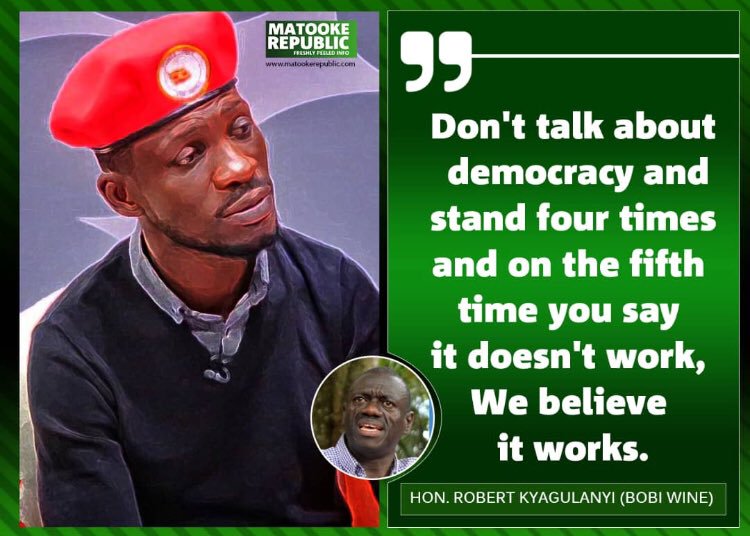 MATOOKE
REPUBLIC
FRESHLY PEELED INFO
www.matookerepublic.com
Don't talk about
democracy and
stand four times
and on the fifth
time you say
it doesn't work,
We believe
it works.
HON. ROBERT KYAGULANYI (BOBI WINE)